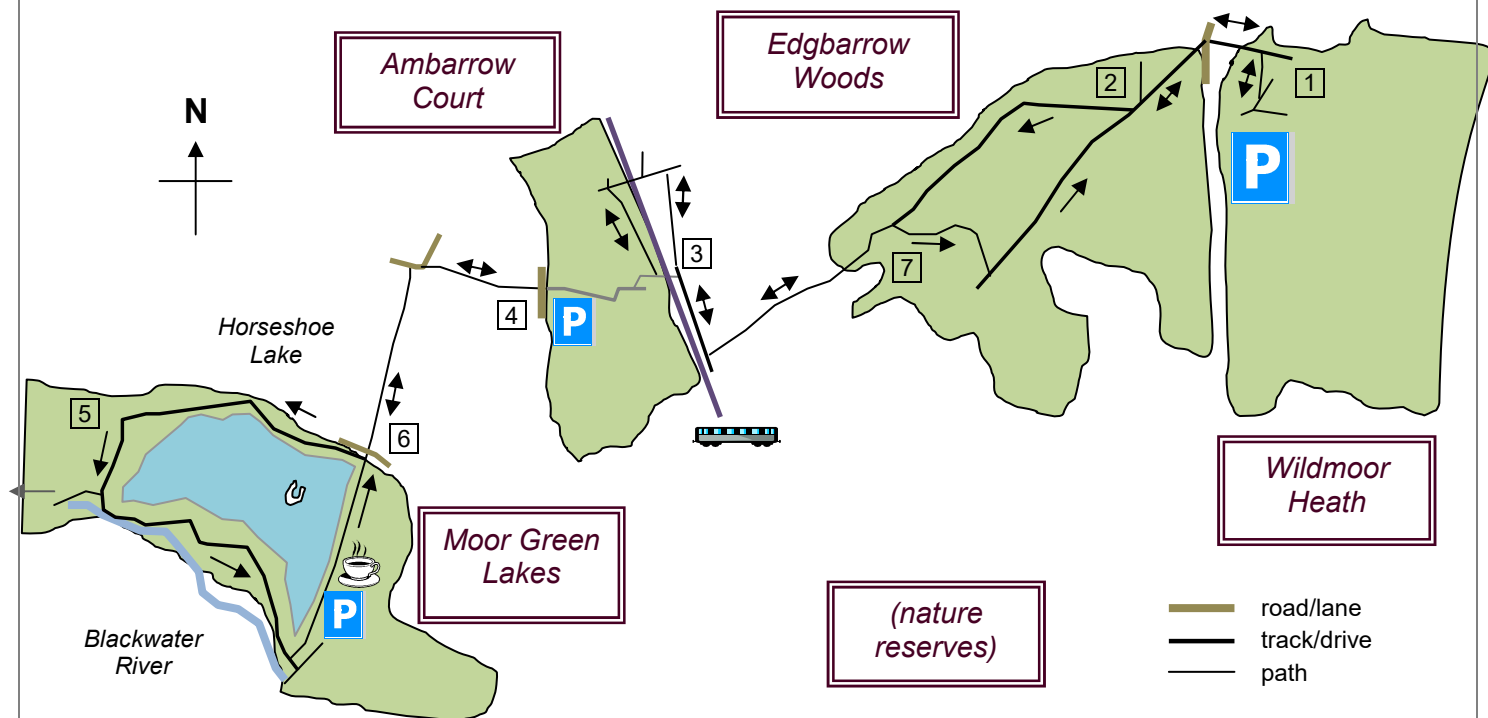 Edgbarrow
Woods
Ambarrow
Court
N
2
1
P
3
7
4
P
Horseshoe
Lake
5
6
Wildmoor
Heath
Moor Green
Lakes
P
Blackwater
River
(nature
reserves)
road/lane
track/drive
path